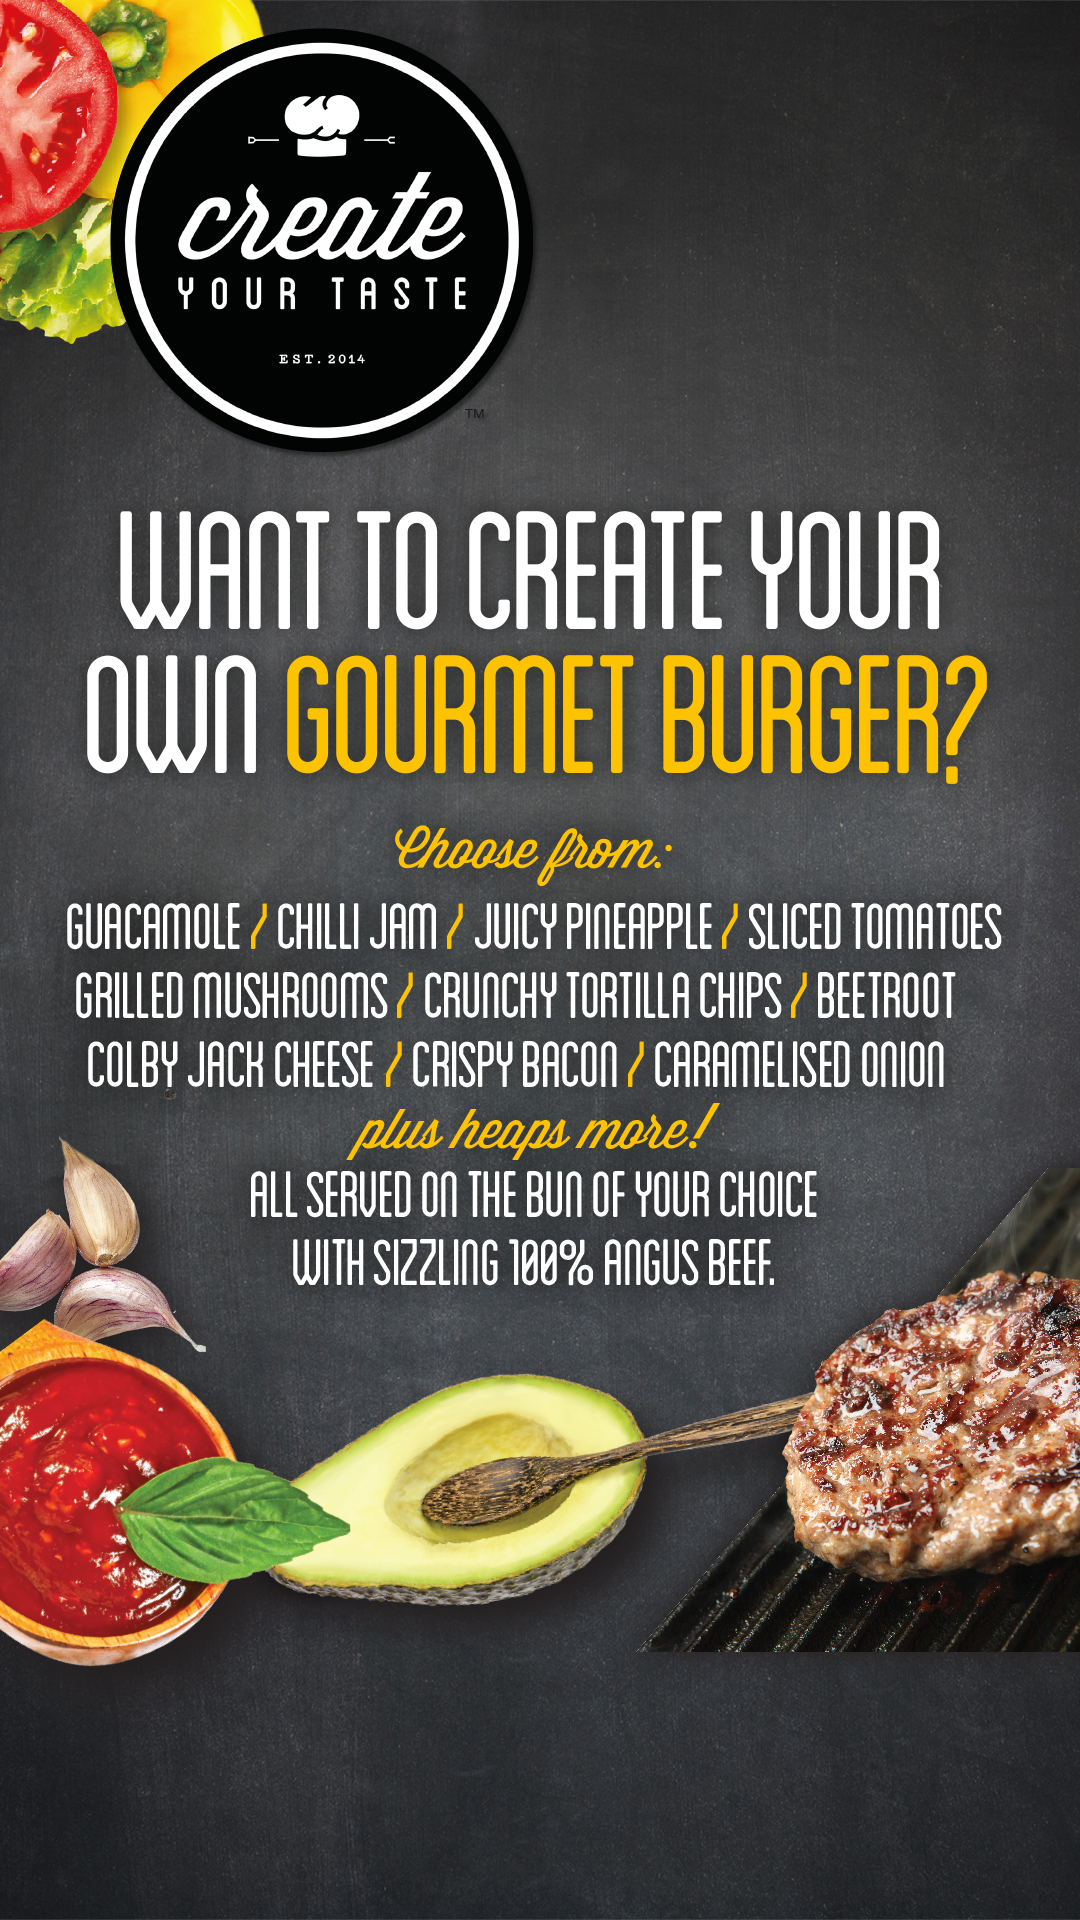 create
YOUR TASTE
EST. 2014
TM
WANT TO CREATE YOUR
OWN GOURMET BURGER?
Choose from:
GUACAMOLE / CHILLI JAM / JUICY PINEAPPLE / SLICED TOMATOES
GRILLED MUSHROOMS / CRUNCHY TORTILLA CHIPS / BEETROOT
COLBY JACK CHEESE / CRISPY BACON / CARAMELISED ONION
plus heaps more!
ALL SERVED ON THE BUN OF YOUR CHOICE
WITH SIZZLING 100% ANGUS BEEF.